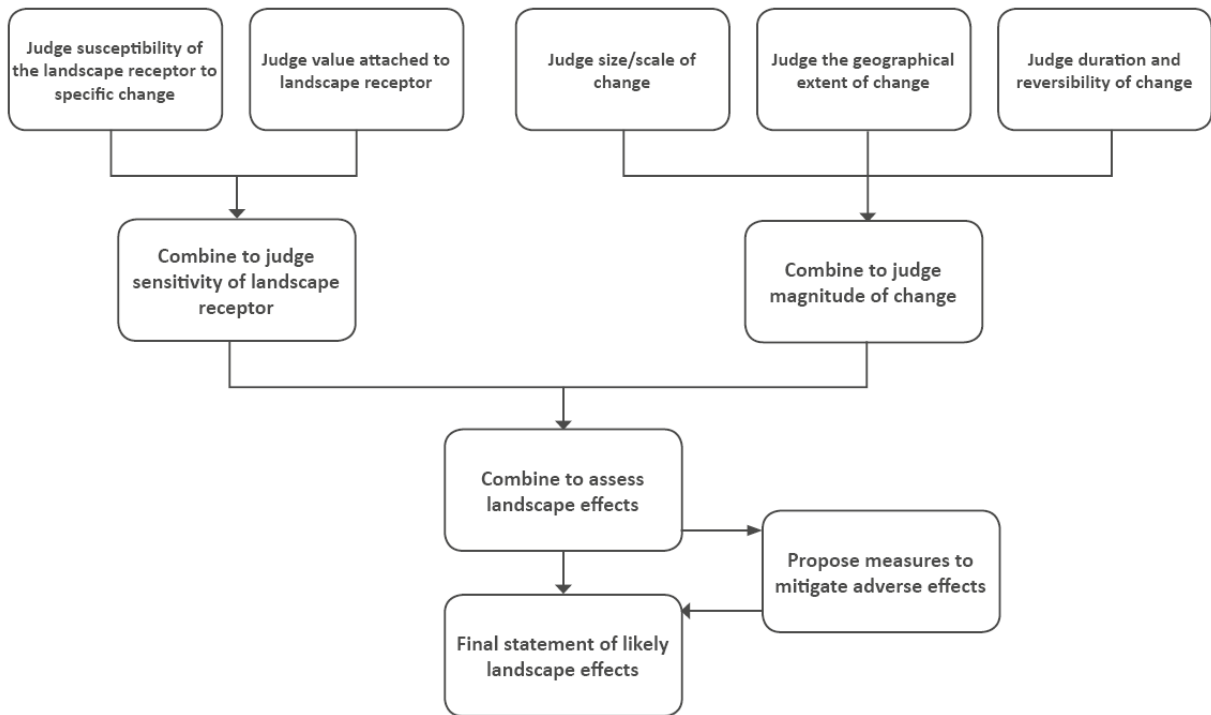 Judge susceptibility of
the landscape receptor to
specific change
Judge value attached to
landscape receptor
Judge size/scale of
change
Judge the geographical
extent of change
Judge duration and
reversibility of change
Combine to judge
sensitivity of landscape
receptor
Combine to judge
magnitude of change
Combine to assess
landscape effects
Propose measures to
mitigate adverse effects
Final statement of likely
landscape effects